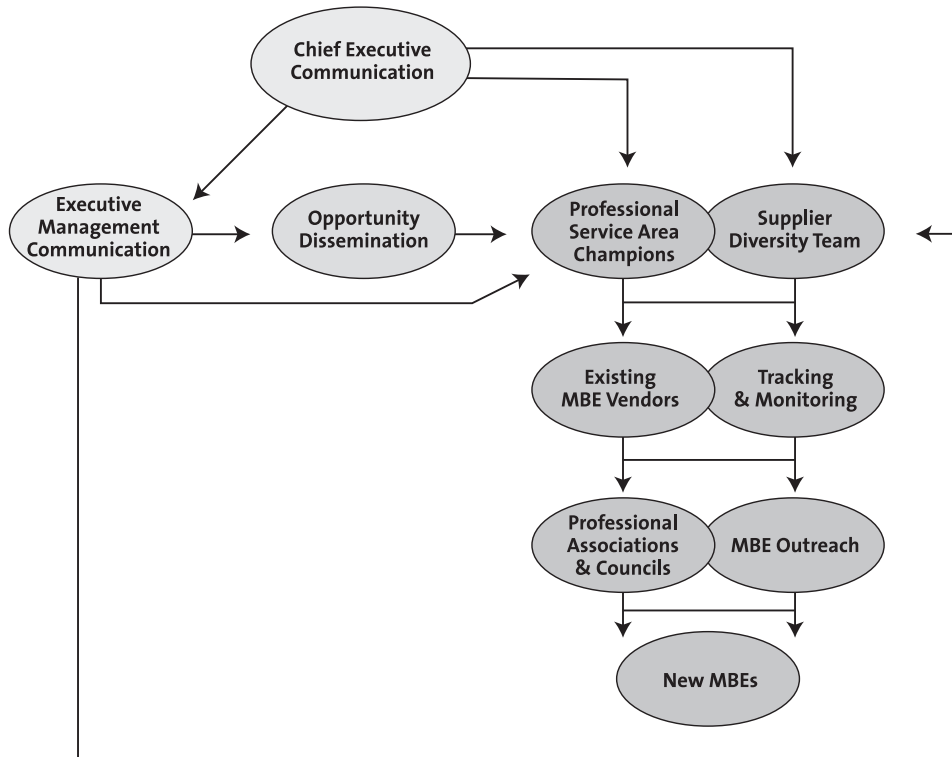 Chief Executive
Communication
Executive
Management
Communication
Opportunity
Dissemination
Professional
Service Area
Champions
Supplier
Diversity Team
Existing
MBE Vendors
Tracking
& Monitoring
Professional
Associations
& Councils
MBE Outreach
New MBEs